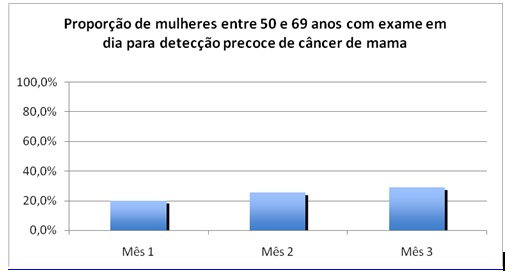 Proporção de mulheres entre 50 e 69 anos com exame em
dia para detecção precoce de câncer de mama
100,0%
80,0%
60,0%
40,0%
20,0%
0,0%
Mês 1
Mês 2
Mês 3